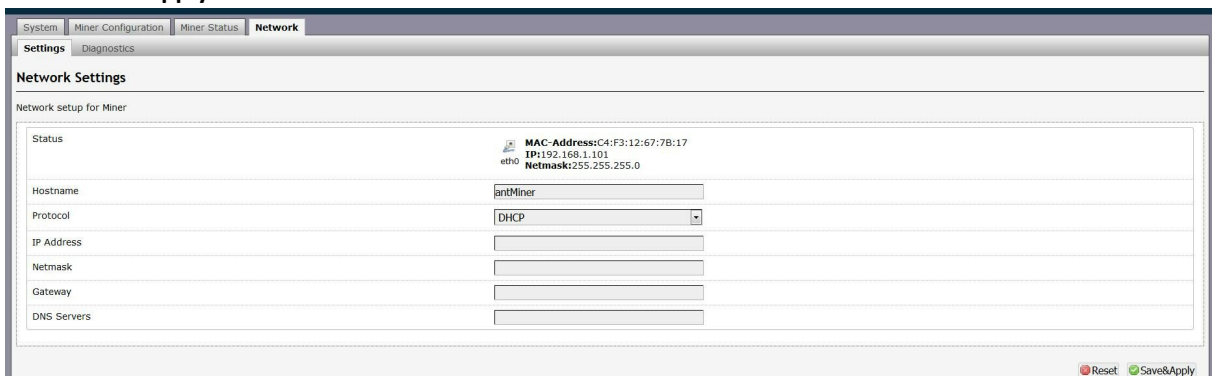 System Miner Configuration Miner Status Network
Settings Diagnostics
Network Settings
Network setup for Miner
Status
MAC-Address:C4:F3:12:67:7B:17
IP:192.168.1.101
eth0
Netmask:255.255.255.0
Hostname antMiner
Protocol DHCP
IP Address
Netmask
Gateway
DNS Servers
Reset Save&Apply